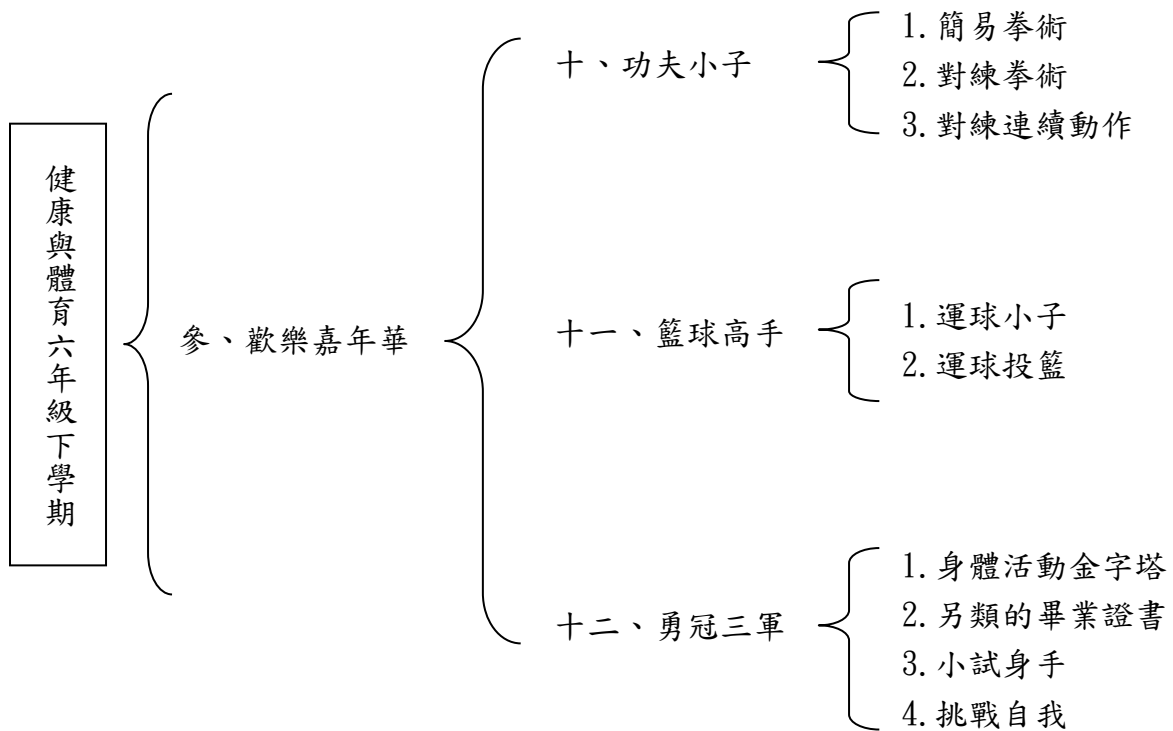 健康與體育六年級下學期
參、歡樂嘉年華
十、功夫小子
1.簡易拳術
2.對練拳術
3.對練連續動作
十一、籃球高手
1.運球小子
2.運球投籃
十二、勇冠三軍
1.身體活動金字塔
2.另類的畢業證書
3.小試身手
4.挑戰自我